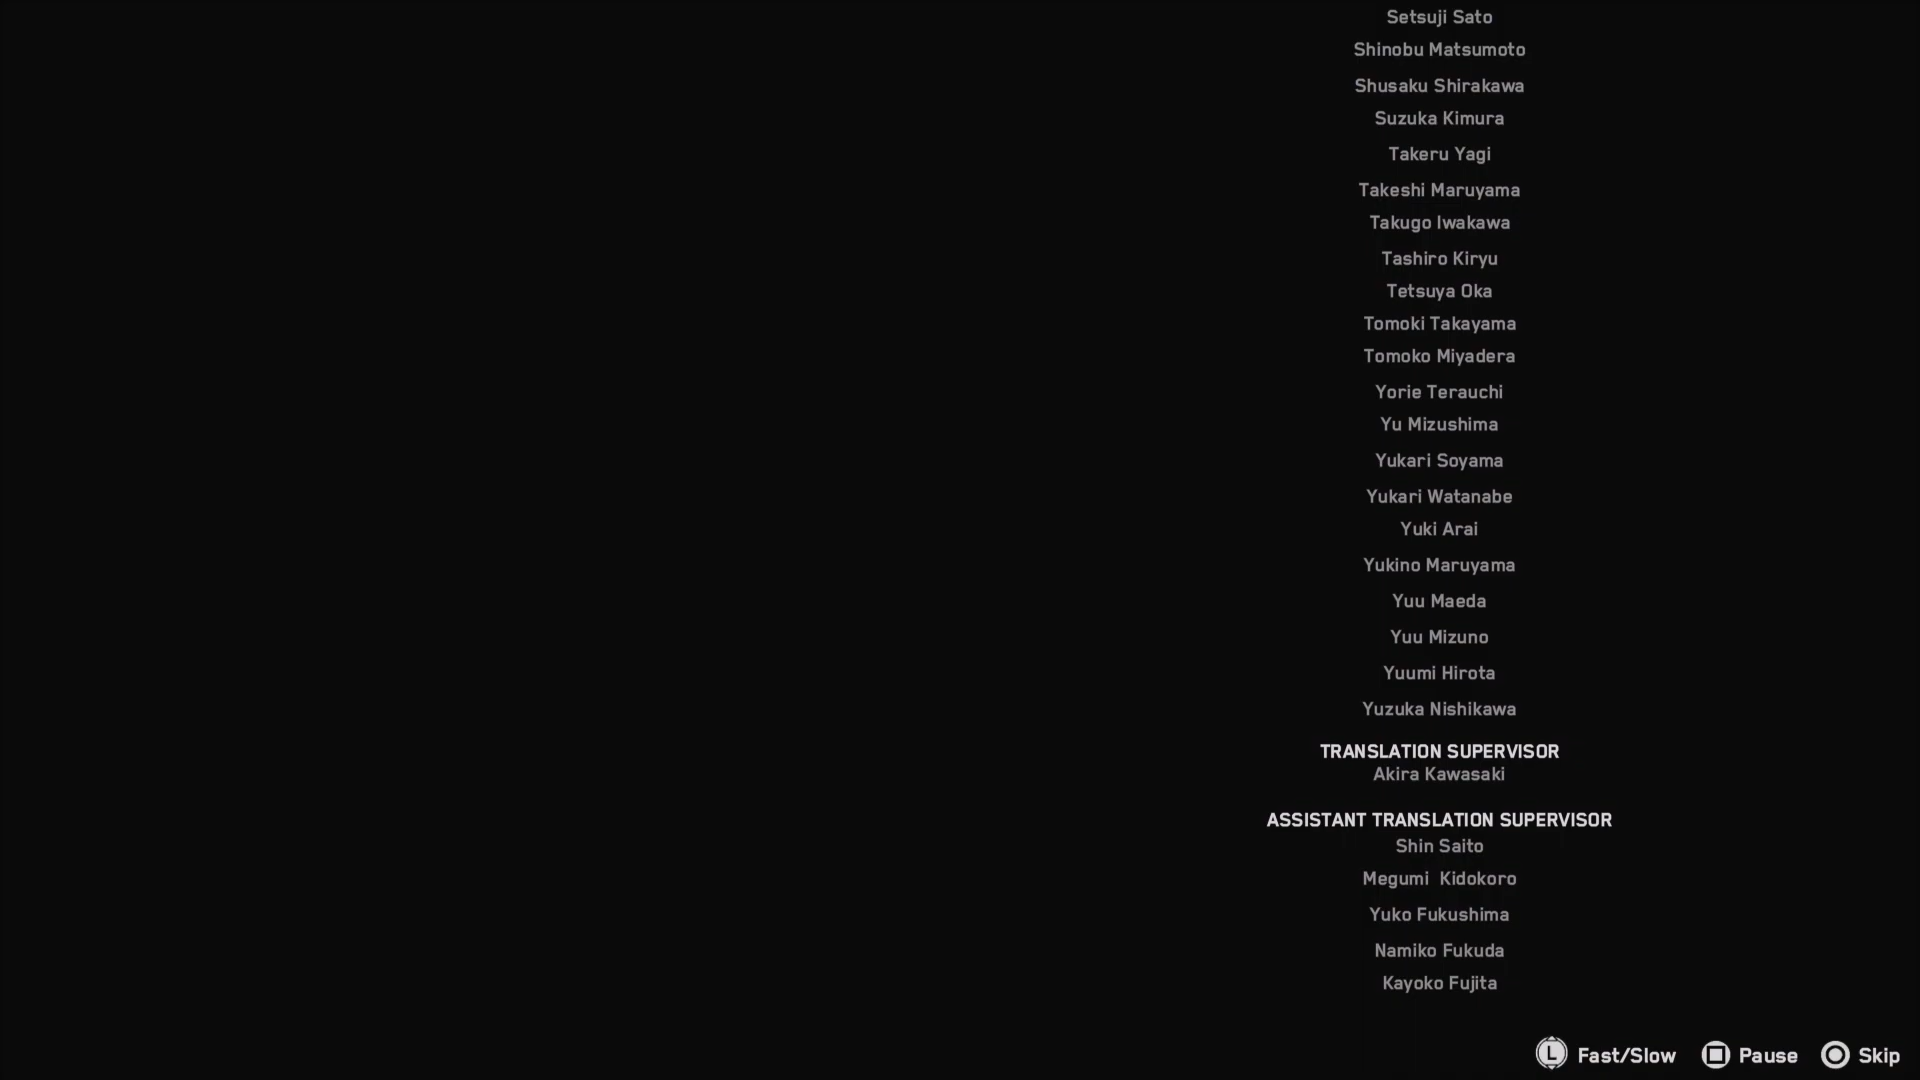 Setsuji Sato
Shinobu Matsumoto
Shusaku Shirakawa
Suzuka Kimura
Takeru Yagi
Takeshi Maruyama
Takugo Iwakawa
Tashiro Kiryu
Tetsuya Oka
Tomoki Takayama
Tomoko Miyadera
Yorie Terauchi
Yu Mizushima
Yukari Soyama
Yukari Watanabe
Yuki Arai
Yukino Maruyama
Yuu Maeda
Yuu Mizuno
Yuumi Hirota
Yuzuka Nishikawa
TRANSLATION SUPERVISOR
Akira Kawasaki
ASSISTANT TRANSLATION SUPERVISOR
Shin Saito
Megumi  Kidokoro
Yuko Fukushima
Namiko Fukuda
Kayoko Fujita
L Fast/Slow Pause Skip